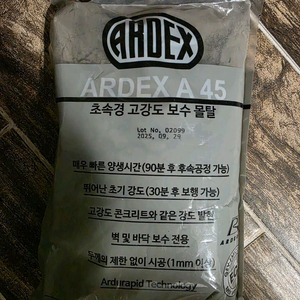 ARDEX
ARDEX A 45
초속경 고강도 보수 몰탈
Lot No. 02099
2025. 09. 29
매우 빠른 양생시간 (90분 후 후속공정 가능)
뛰어난 초기 강도 (30분 후 보행 가능)
고강도 콘크리트와 같은 강도 발현
벽 및 바닥 보수 전용
두께의 제한 없이 시공 (1mm 이상)
Ardurapid Technology